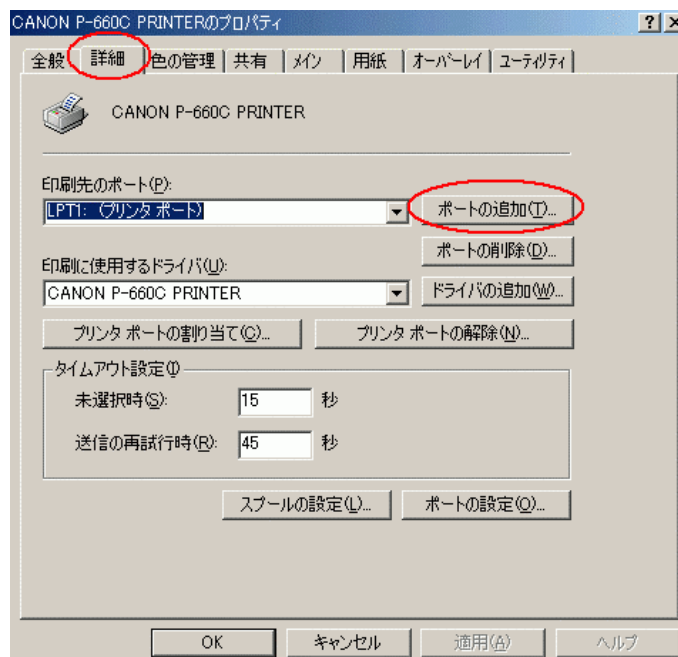 CANON P-660C PRINTERのプロパティ
全般 詳細 色の管理 共有 メイン 用紙 オーバーレイ ユーティリティ
CANON P-660C PRINTER
印刷先のポート(P):
LPT1: (プリンタ ポート) ポートの追加(T)...
ポートの削除(D)...
印刷に使用するドライバ(U):
CANON P-660C PRINTER ドライバの追加(W)...
プリンタ ポートの割り当て(C)... プリンタ ポートの解除(N)...
タイムアウト設定(I)
未選択時(S): 15 秒
送信の再試行時(R): 45 秒
スプールの設定(L)... ポートの設定(O)...
OK キャンセル 適用(A) ヘルプ